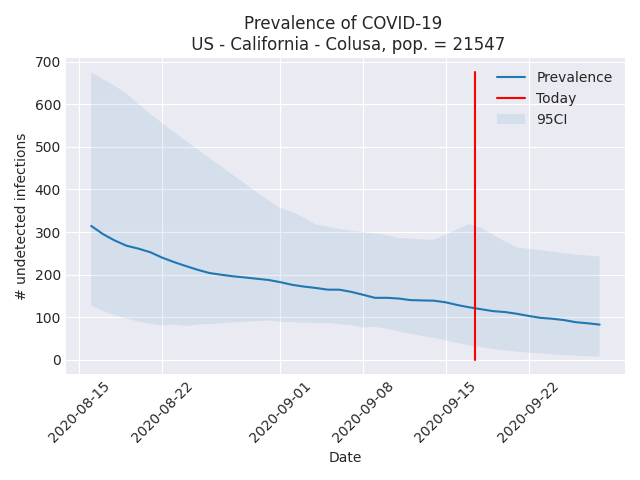 Prevalence of COVID-19
US - California - Colusa, pop. = 21547
700
600
500
400
300
200
100
0
# undetected infections
Prevalence
Today
95CI
2020-08-15
2020-08-22
2020-09-01
2020-09-08
2020-09-15
2020-09-22
Date